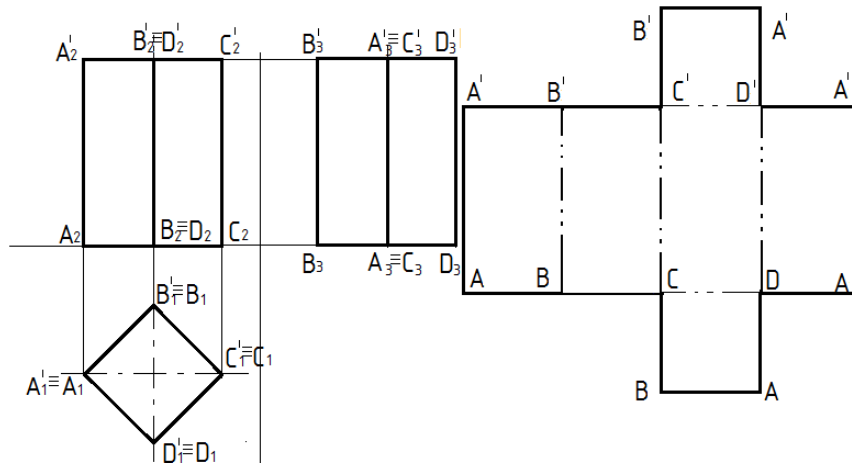 B' A'
A'2 B'2≡D'2 C'2 B'3 A'3≡C'3 D'3
A' B' C' D' A'
A2 B2≡D2 C2 B3 A3≡C3 D3
A B C D A
B'1≡B1
A'1≡A1 C'1≡C1
D'1≡D1
B A